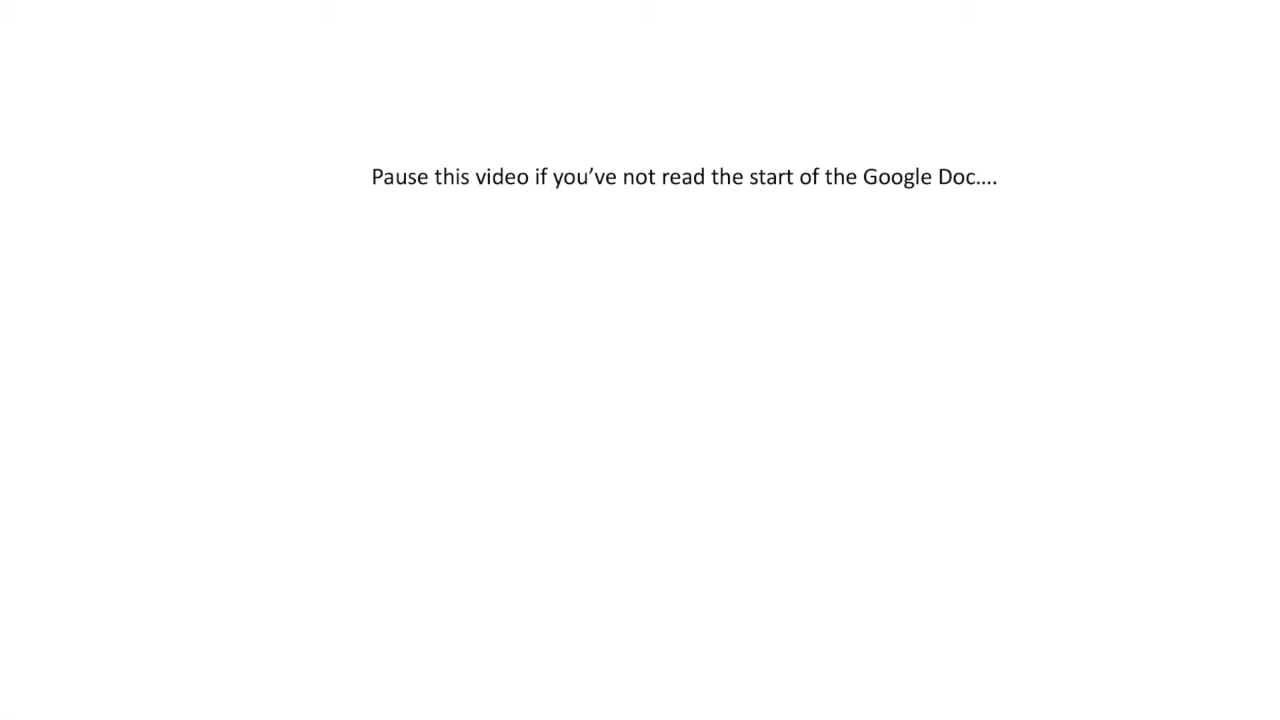 Pause this video if you’ve not read the start of the Google Doc….